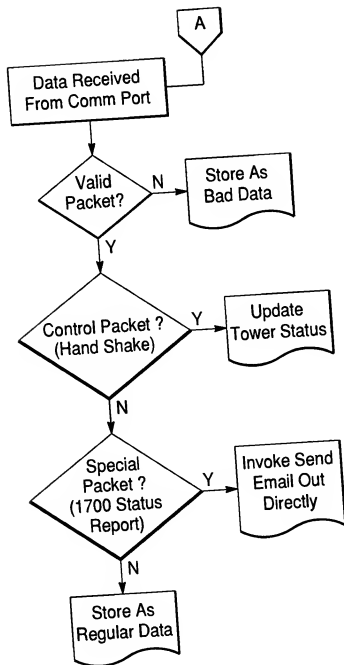 A
Data Received
From Comm Port
Valid
Packet?
N
Store As
Bad Data
Y
Control Packet ?
(Hand Shake)
Y
Update
Tower Status
N
Special
Packet ?
(1700 Status
Report)
Y
Invoke Send
Email Out
Directly
N
Store As
Regular Data